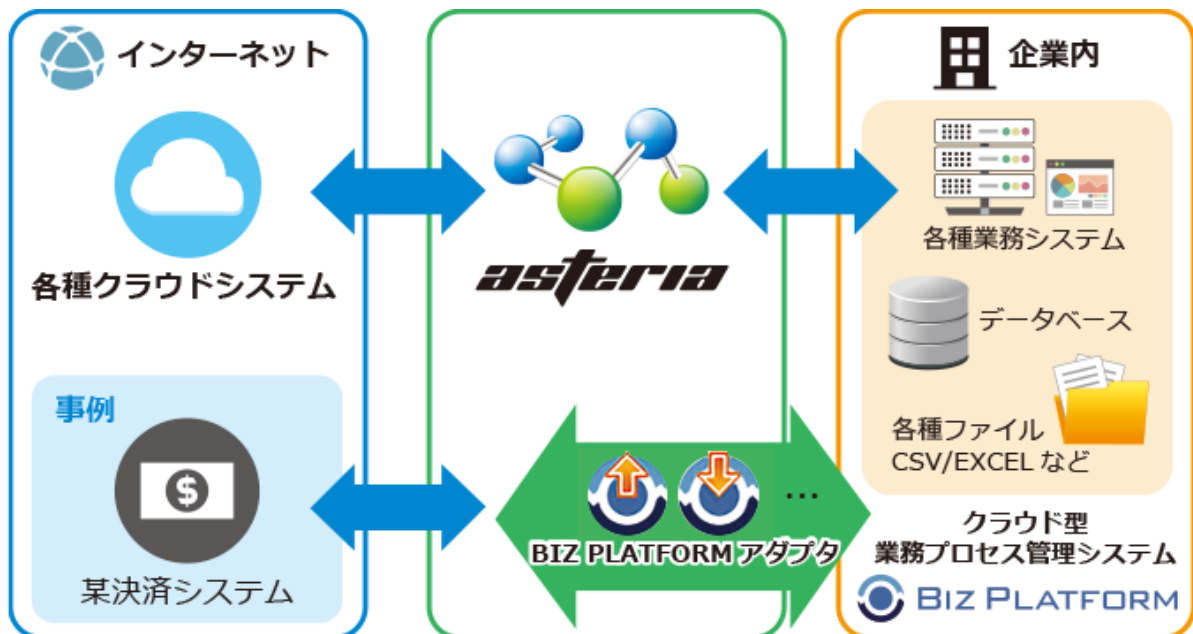 インターネット
各種クラウドシステム
事例
$
某決済システム
asteria
BIZ PLATFORM アダプタ
…
企業内
各種業務システム
データベース
各種ファイル
CSV/EXCEL など
クラウド型
業務プロセス管理システム
BIZ PLATFORM